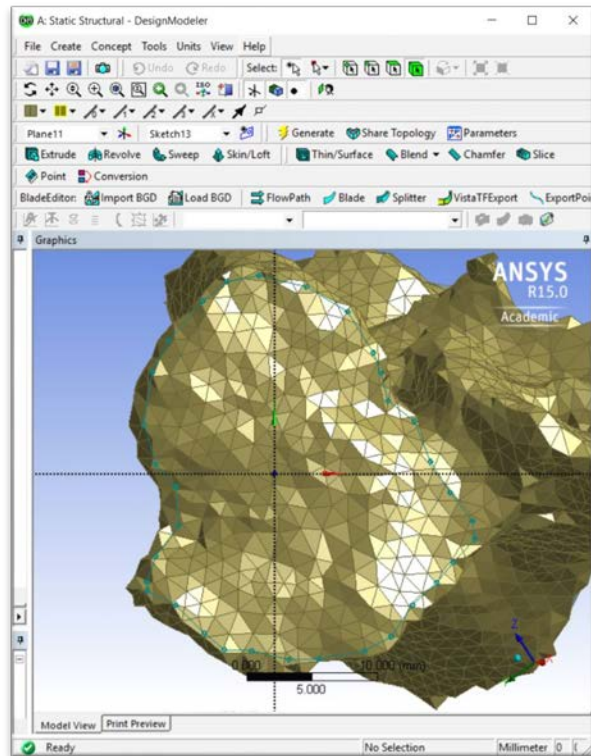 A: Static Structural - DesignModeler
File Create Concept Tools Units View Help
Undo Redo Select:
ISO
Plane11 Sketch13 Generate Share Topology Parameters
Extrude Revolve Sweep Skin/Loft Thin/Surface Blend Chamfer Slice
Point Conversion
BladeEditor: Import BGD Load BGD FlowPath Blade Splitter VistaTFExport ExportPoi
Graphics
ANSYS
R15.0
Academic
Z
0.000 10.000 (mm)
5.000
Model View Print Preview
Ready No Selection Millimeter 0